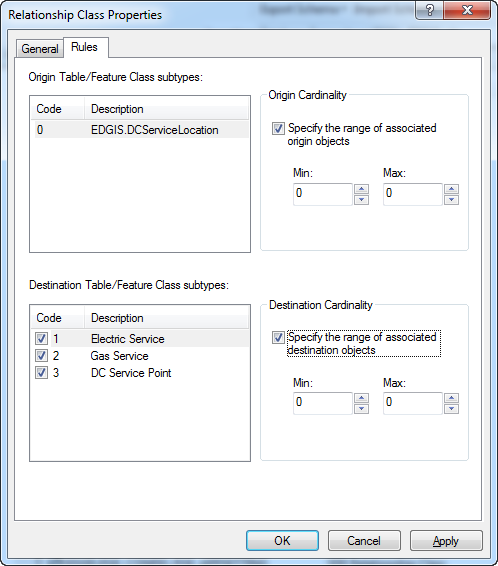 Relationship Class Properties
General Rules
Origin Table/Feature Class subtypes:
Code Description
0 EDGIS.DCServiceLocation
Origin Cardinality
Specify the range of associated
origin objects
Min: Max:
0 0
Destination Table/Feature Class subtypes:
Code Description
1 Electric Service
2 Gas Service
3 DC Service Point
Destination Cardinality
Specify the range of associated
destination objects
Min: Max:
0 0
OK Cancel Apply